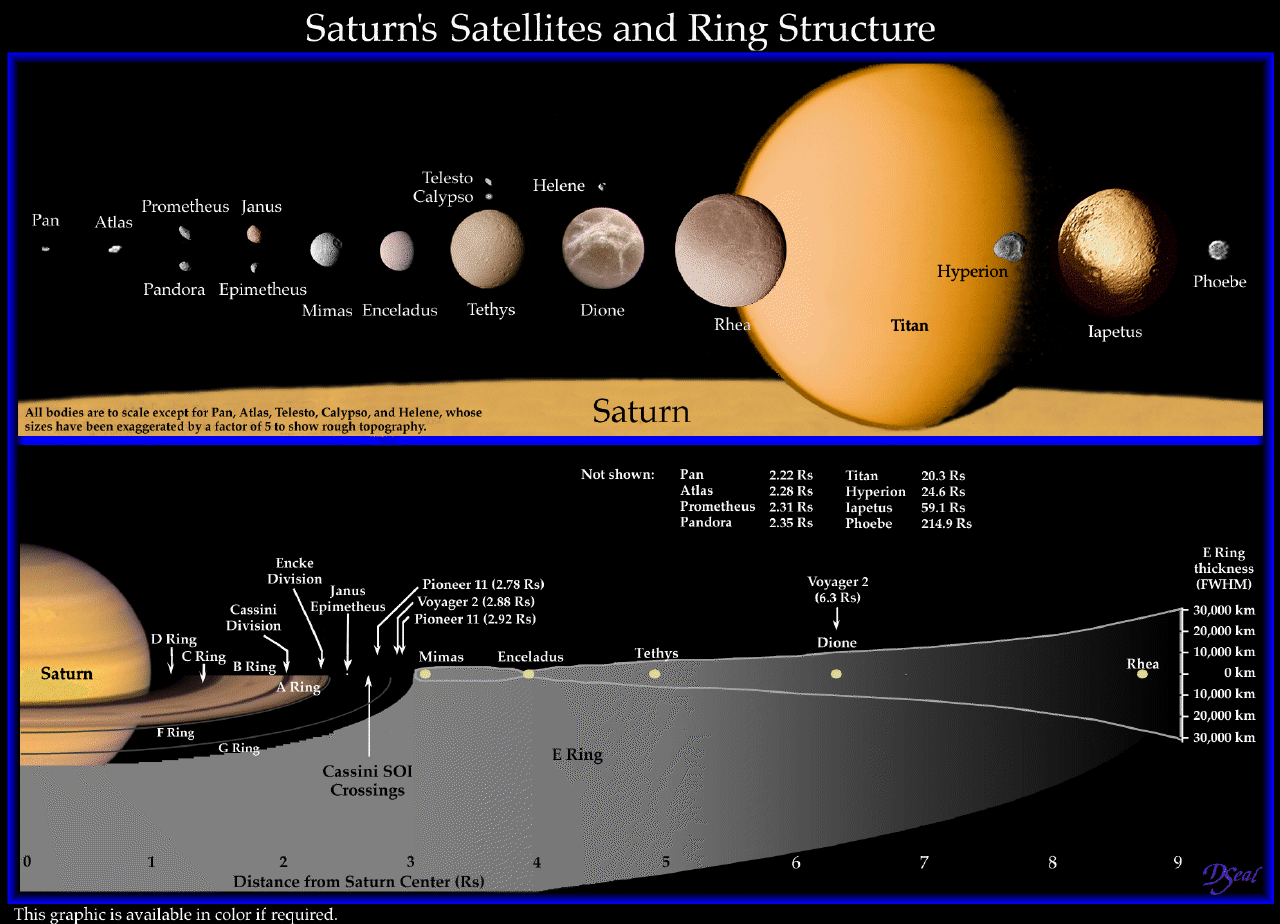 Saturn's Satellites and Ring Structure
Telesto
Calypso
Helene
Pan
Atlas
Prometheus
Janus
Pandora
Epimetheus
Mimas
Enceladus
Tethys
Dione
Rhea
Titan
Hyperion
Iapetus
Phoebe
All bodies are to scale except for Pan, Atlas, Telesto, Calypso, and Helene, whose
sizes have been exaggerated by a factor of 5 to show rough topography.
Saturn
Not shown: Pan 2.22 Rs Titan 20.3 Rs
Atlas 2.28 Rs Hyperion 24.6 Rs
Prometheus 2.31 Rs Iapetus 59.1 Rs
Pandora 2.35 Rs Phoebe 214.9 Rs
Encke
Division
Janus
Epimetheus
Cassini
Division
Pioneer 11 (2.78 Rs)
Voyager 2 (2.88 Rs)
Pioneer 11 (2.92 Rs)
Voyager 2
(6.3 Rs)
E Ring
thickness
(FWHM)
30,000 km
20,000 km
10,000 km
0 km
10,000 km
20,000 km
30,000 km
D Ring
C Ring
B Ring
A Ring
F Ring
G Ring
Saturn
Mimas
Enceladus
Tethys
Dione
Rhea
E Ring
Cassini SOI
Crossings
0 1 2 3 4 5 6 7 8 9
Distance from Saturn Center (Rs)
DSeal
This graphic is available in color if required.